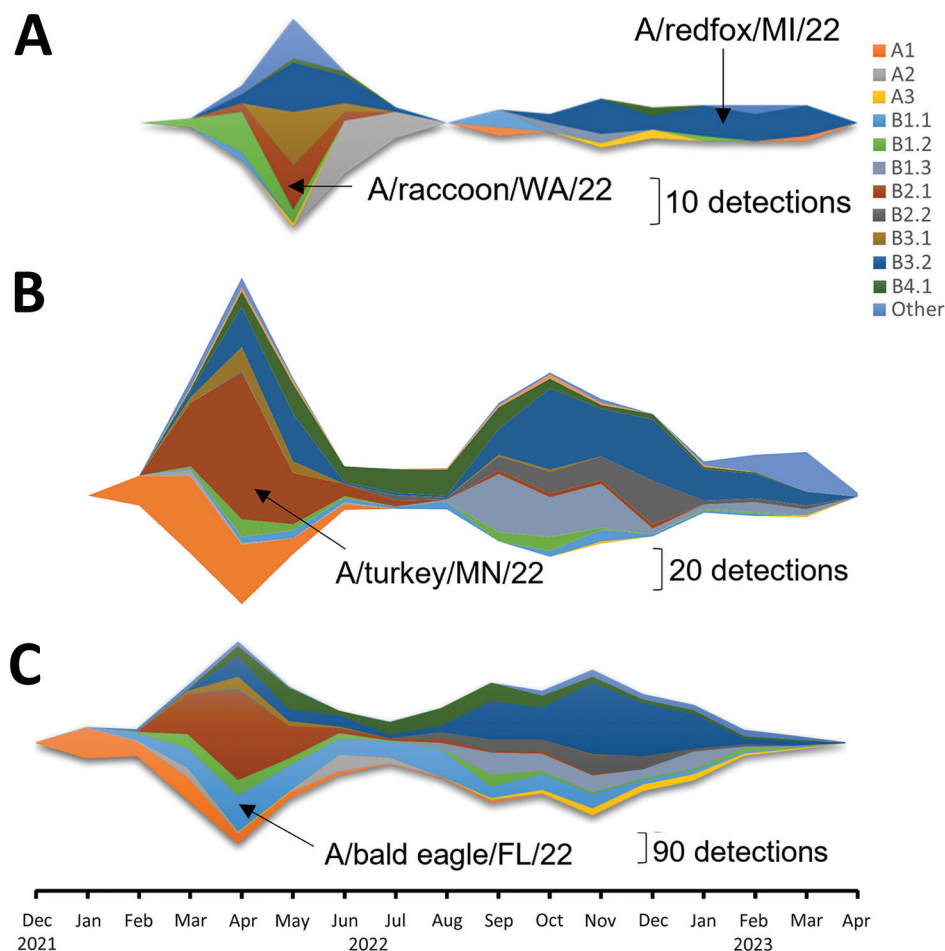 A
A/redfox/MI/22
A/raccoon/WA/22
10 detections
A1
A2
A3
B1.1
B1.2
B1.3
B2.1
B2.2
B3.1
B3.2
B4.1
Other
B
A/turkey/MN/22
20 detections
C
A/bald eagle/FL/22
90 detections
Dec Jan Feb Mar Apr May Jun Jul Aug Sep Oct Nov Dec Jan Feb Mar Apr
2021 2022 2023